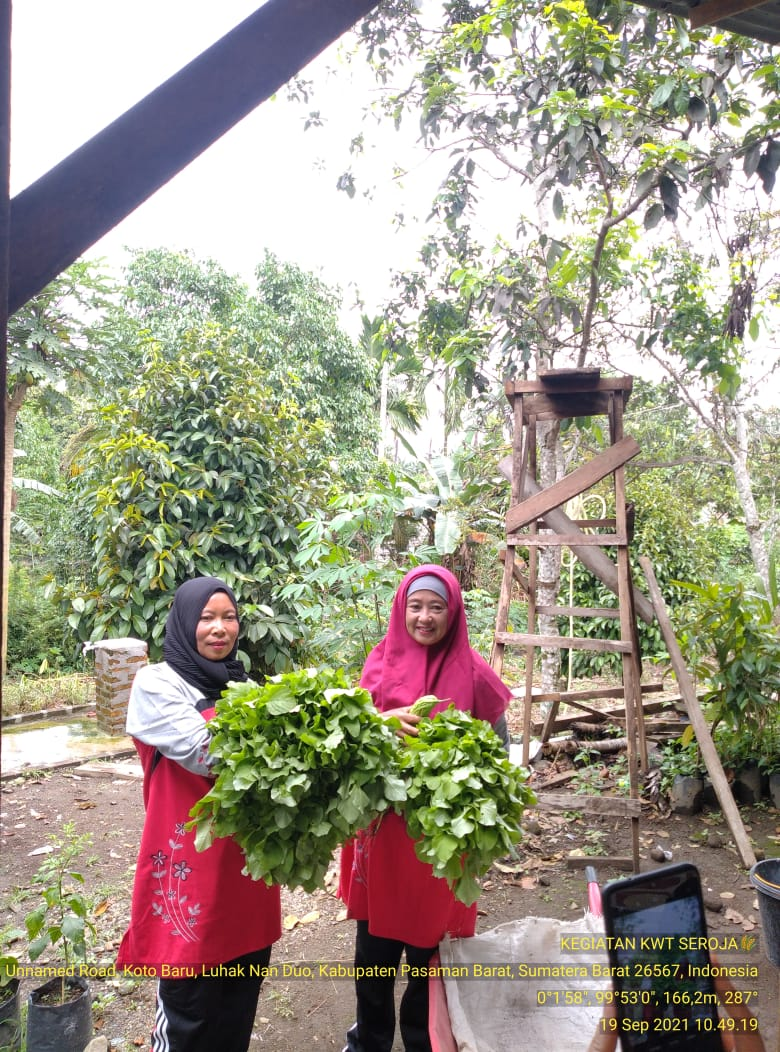 KEGIATAN KWT SEROJA🌾
Unnamed Road, Koto Baru, Luhak Nan Duo, Kabupaten Pasaman Barat, Sumatera Barat 26567, Indonesia
0°1'58", 99°53'0", 166,2m, 287°
19 Sep 2021 10.49.19